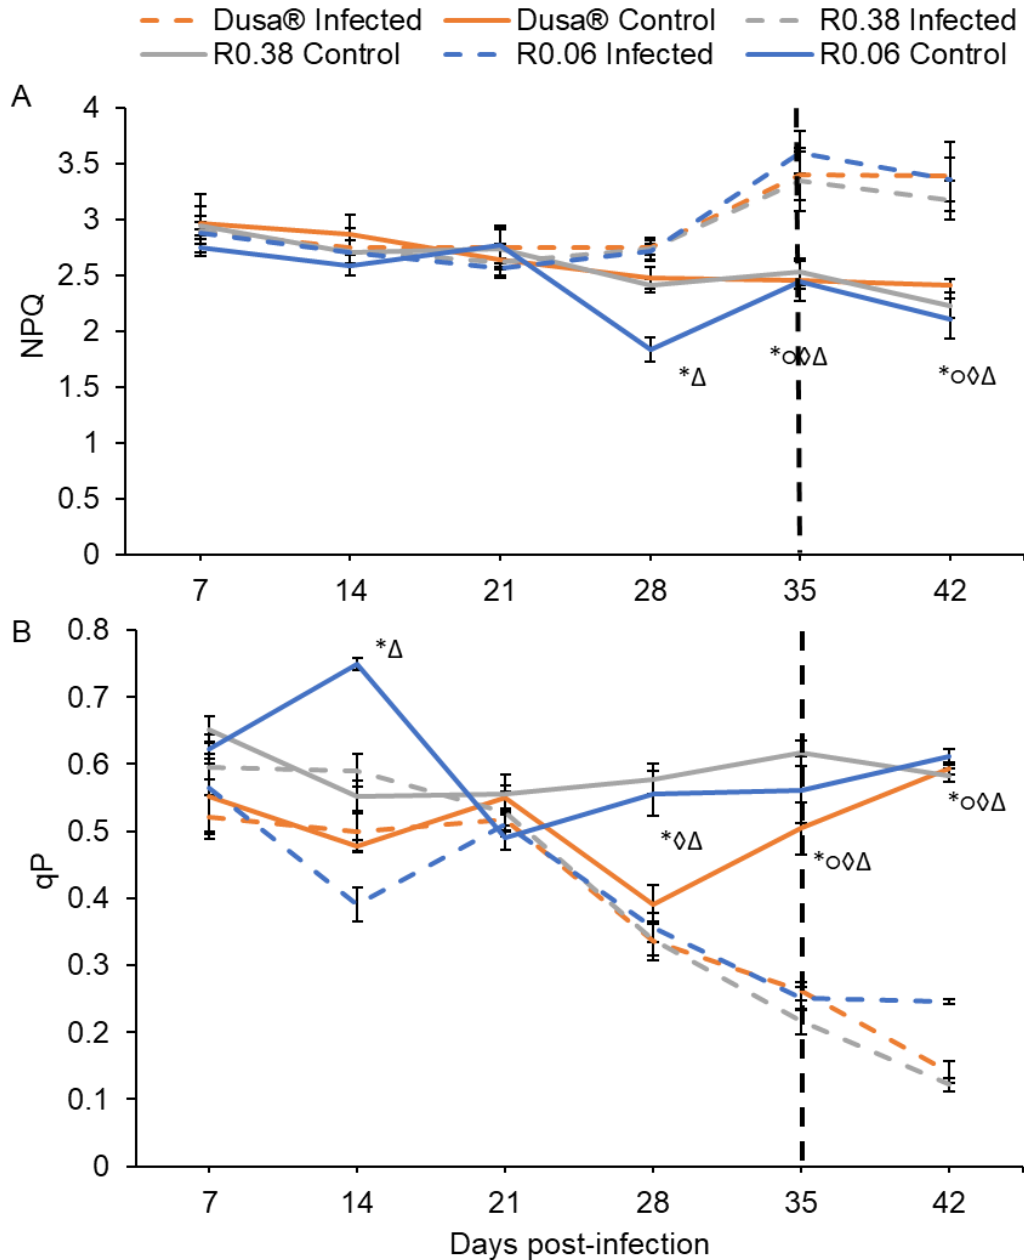 Dusa® Infected Dusa® Control R0.38 Infected
R0.38 Control R0.06 Infected R0.06 Control
A
4
3.5
3
2.5
2
1.5
1
0.5
0
NPQ
*Δ
*○◊Δ
*○◊Δ
7 14 21 28 35 42
B
0.8
0.7
0.6
0.5
0.4
0.3
0.2
0.1
0
qP
*Δ
*◊Δ
*○◊Δ
*○◊Δ
7 14 21 28 35 42
Days post-infection